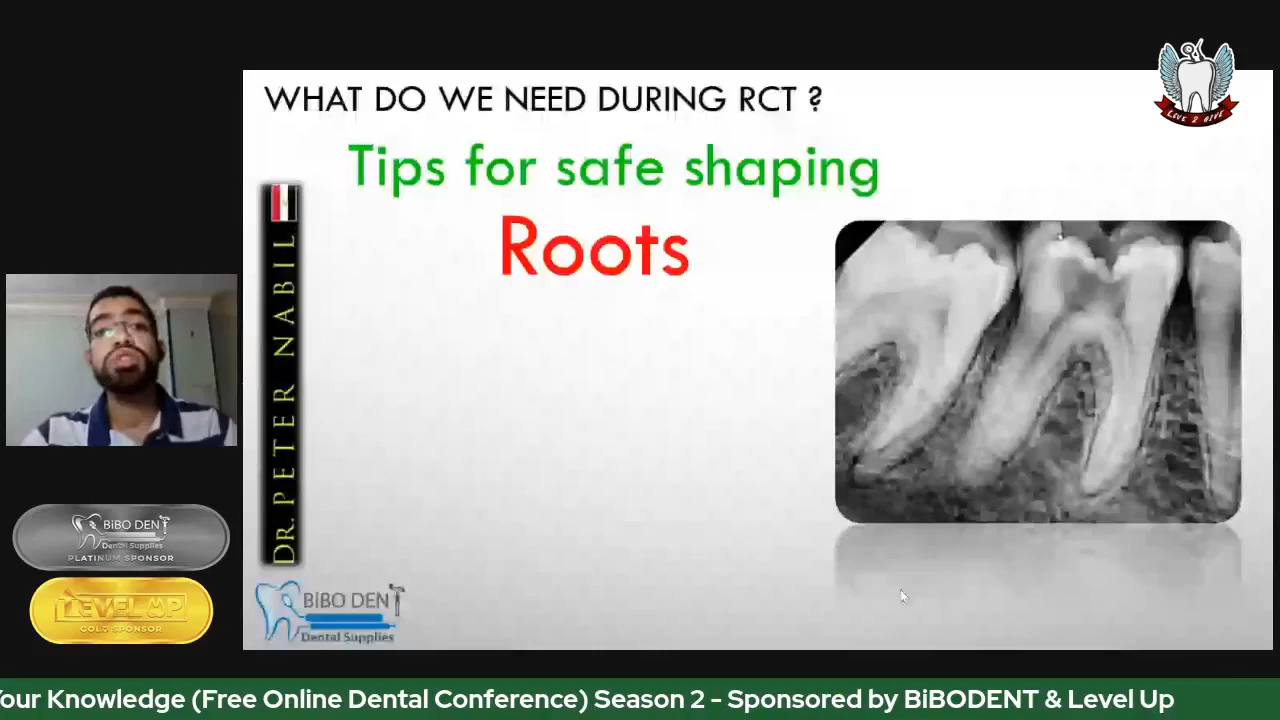 WHAT DO WE NEED DURING RCT ?
Tips for safe shaping
Roots
DR. PETER NABIL
LOVE 2 GIVE
BiBO DENT
Dental Supplies
PLATINUM SPONSOR
LEVEL UP
GOLD SPONSOR
BiBO DENT
Dental Supplies
Your Knowledge (Free Online Dental Conference) Season 2 - Sponsored by BiBODENT & Level Up